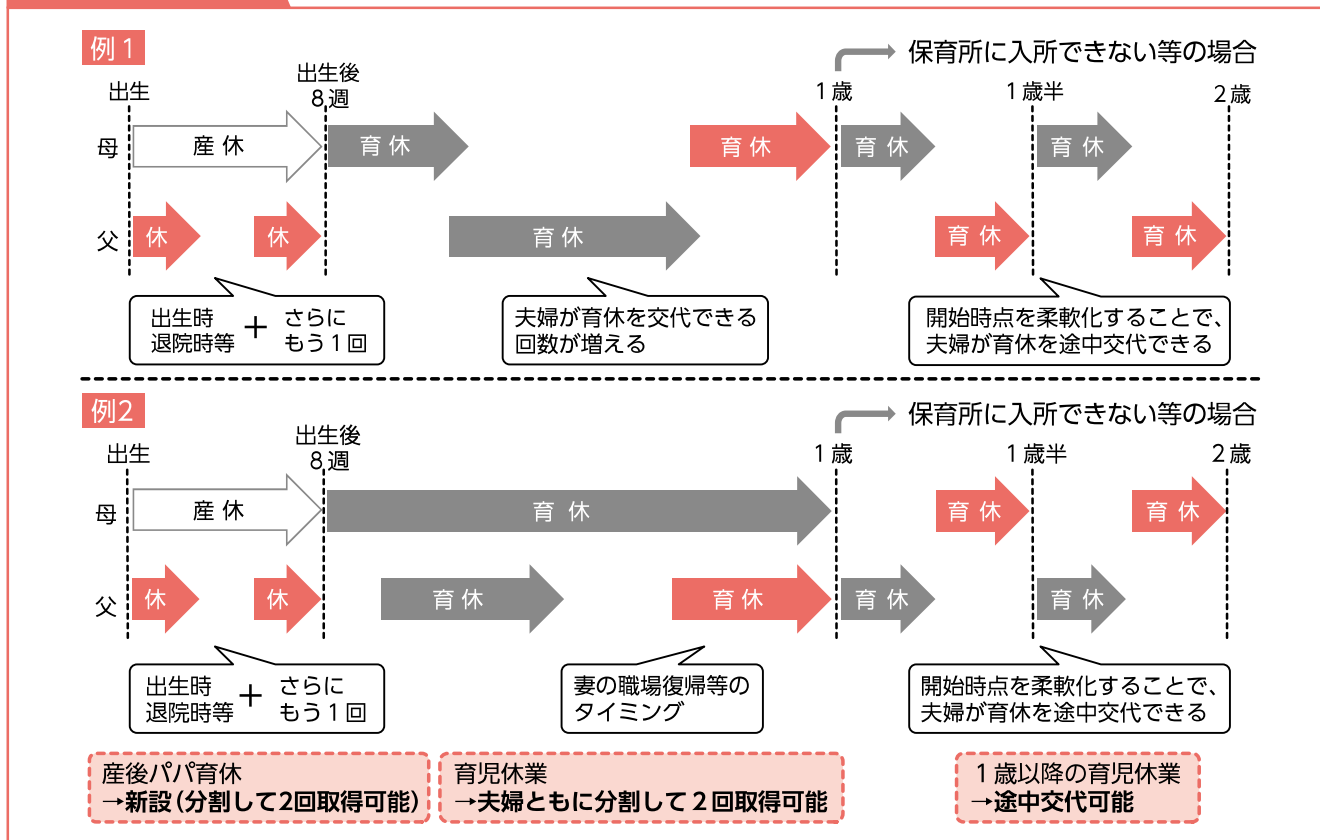 例1
保育所に入所できない等の場合
出生
出生後
8週
1歳
1歳半
2歳
母
産休
育休
育休
育休
育休
父
休
休
育休
育休
育休
出生時
退院時等
+
さらに
もう1回
夫婦が育休を交代できる
回数が増える
開始時点を柔軟化することで、
夫婦が育休を途中交代できる
例2
保育所に入所できない等の場合
出生
出生後
8週
1歳
1歳半
2歳
母
産休
育休
育休
育休
父
休
休
育休
育休
育休
育休
出生時
退院時等
+
さらに
もう1回
妻の職場復帰等の
タイミング
開始時点を柔軟化することで、
夫婦が育休を途中交代できる
産後パパ育休
→新設(分割して2回取得可能)
育児休業
→夫婦ともに分割して2回取得可能
1歳以降の育児休業
→途中交代可能